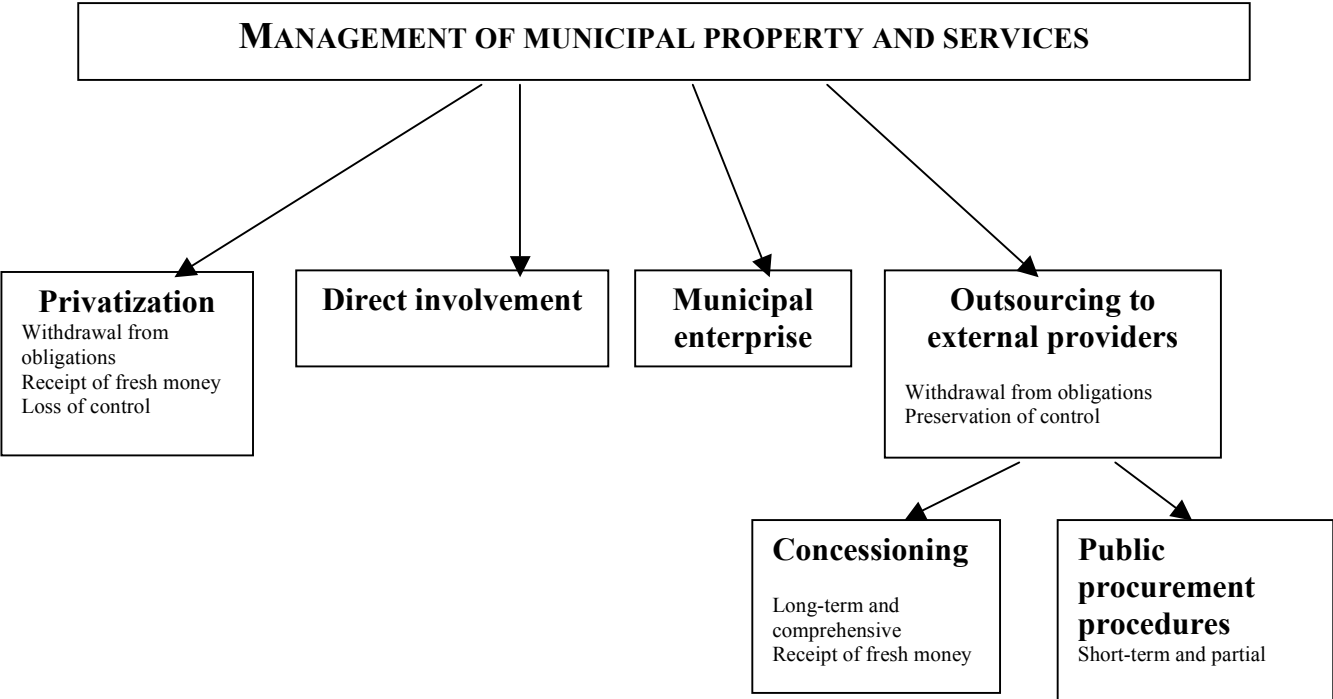 MANAGEMENT OF MUNICIPAL PROPERTY AND SERVICES
Privatization
Withdrawal from
obligations
Receipt of fresh money
Loss of control
Direct involvement
Municipal
enterprise
Outsourcing to
external providers
Withdrawal from obligations
Preservation of control
Concessioning
Long-term and
comprehensive
Receipt of fresh money
Public
procurement
procedures
Short-term and partial